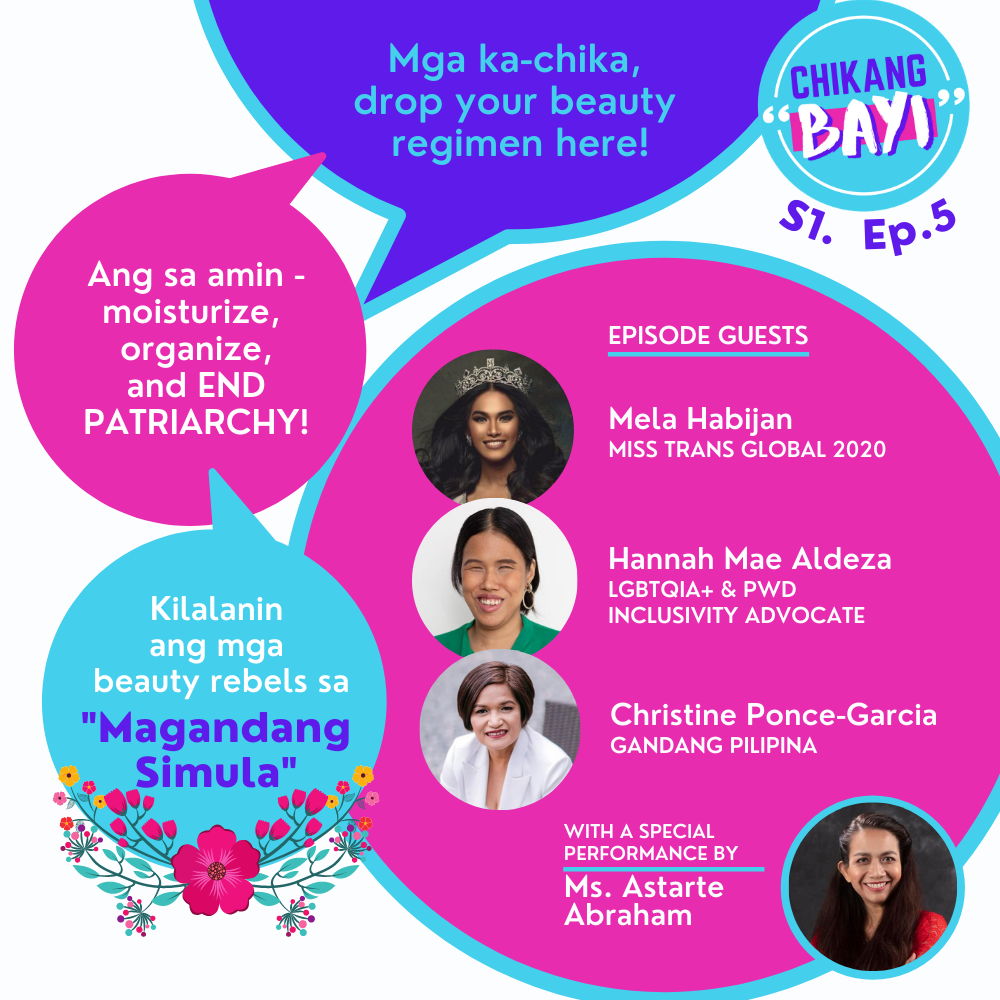 Mga ka-chika,
drop your beauty
regimen here!
CHIKANG
"BAYI"
S1. Ep.5
Ang sa amin -
moisturize,
organize,
and END
PATRIARCHY!
Kilalanin
ang mga
beauty rebels sa
"Magandang
Simula"
EPISODE GUESTS
Mela Habijan
MISS TRANS GLOBAL 2020
Hannah Mae Aldeza
LGBTQIA+ & PWD
INCLUSIVITY ADVOCATE
Christine Ponce-Garcia
GANDANG PILIPINA
WITH A SPECIAL
PERFORMANCE BY
Ms. Astarte
Abraham